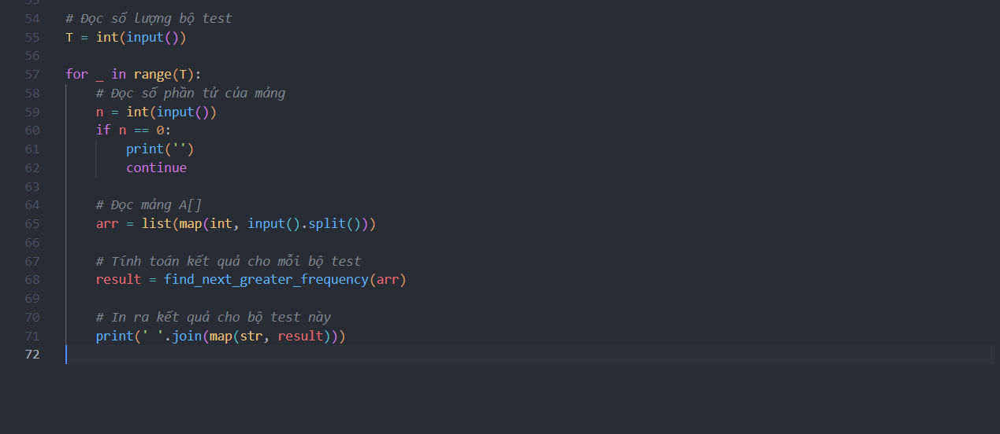 53
54 # Đọc số lượng bộ test
55 T = int(input())
56
57 for _ in range(T):
58     # Đọc số phần tử của mảng
59     n = int(input())
60     if n == 0:
61         print('')
62         continue
63
64     # Đọc mảng A[]
65     arr = list(map(int, input().split()))
66
67     # Tính toán kết quả cho mỗi bộ test
68     result = find_next_greater_frequency(arr)
69
70     # In ra kết quả cho bộ test này
71     print(' '.join(map(str, result)))
72